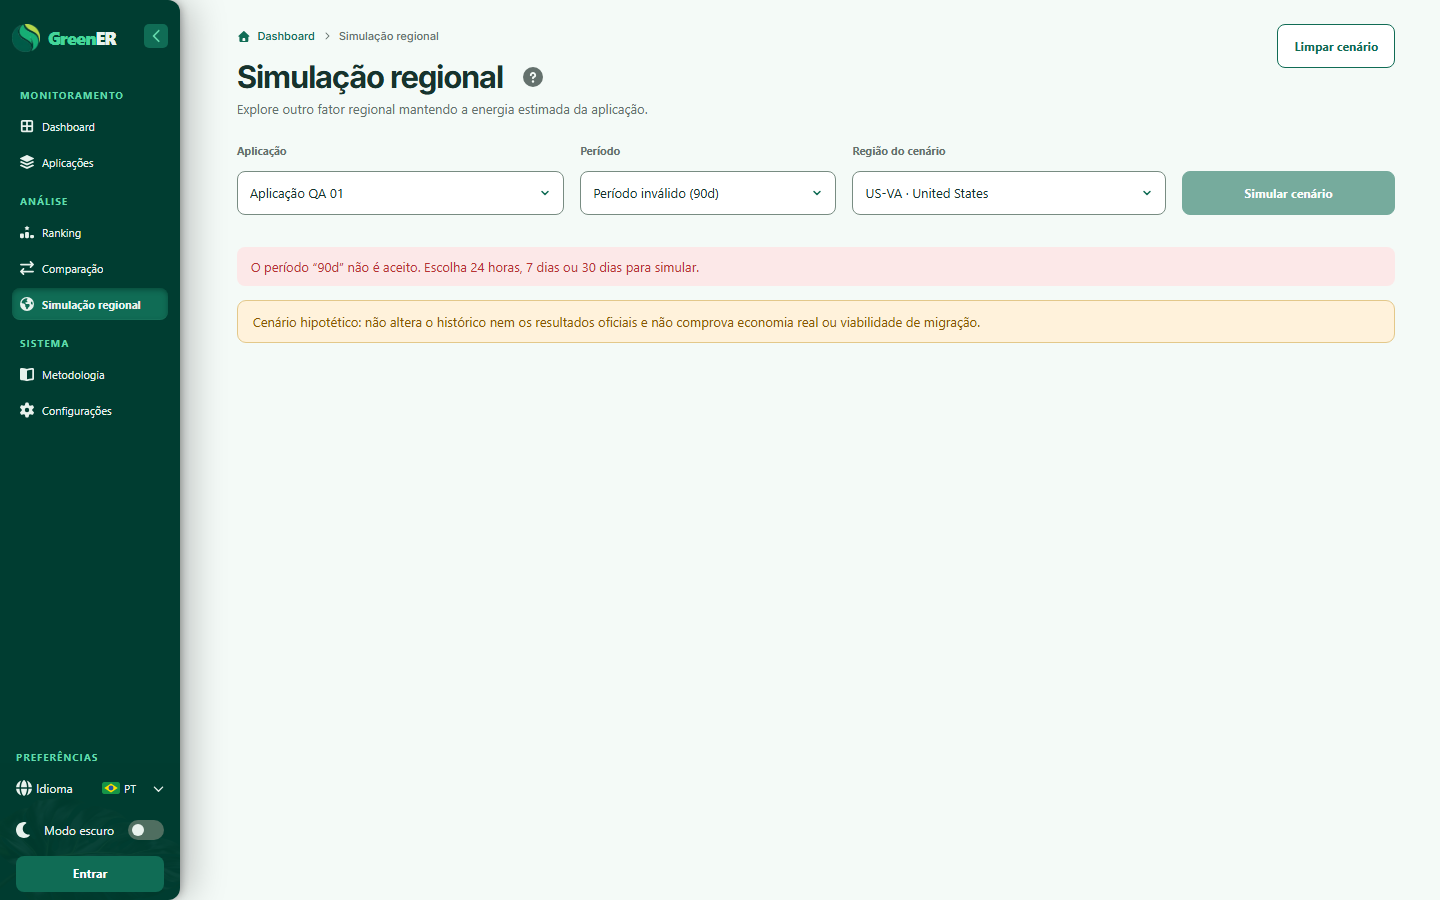 GreenER
MONITORAMENTO
Dashboard
Aplicações
ANÁLISE
Ranking
Comparação
Simulação regional
SISTEMA
Metodologia
Configurações
PREFERÊNCIAS
Idioma
PT
Modo escuro
Entrar
Dashboard > Simulação regional
Limpar cenário
Simulação regional ?
Explore outro fator regional mantendo a energia estimada da aplicação.
Aplicação
Período
Região do cenário
Aplicação QA 01
Período inválido (90d)
US-VA · United States
Simular cenário
O período “90d” não é aceito. Escolha 24 horas, 7 dias ou 30 dias para simular.
Cenário hipotético: não altera o histórico nem os resultados oficiais e não comprova economia real ou viabilidade de migração.